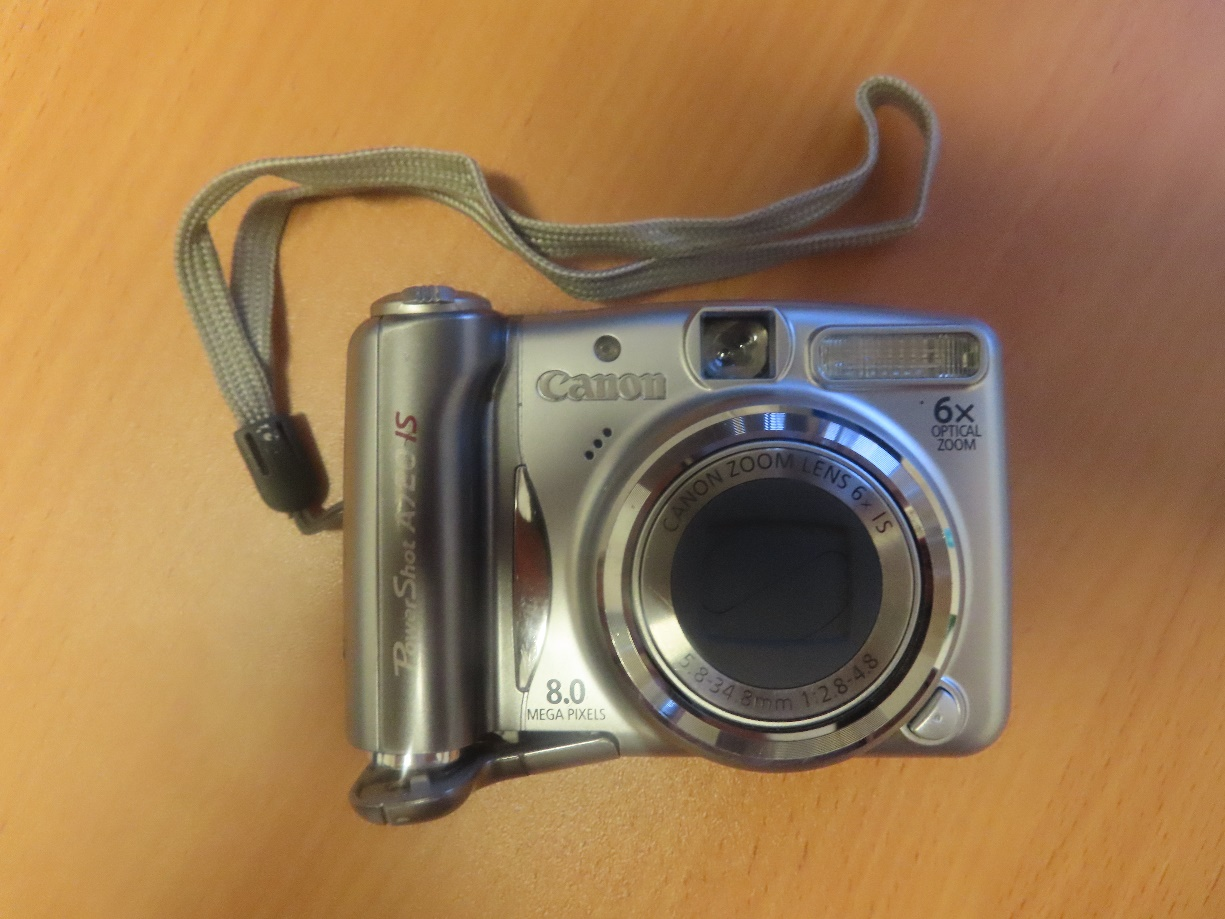 Canon
6x
OPTICAL
ZOOM
CANON ZOOM LENS 6x IS
5.8-34.8mm 1:2.8-4.8
PowerShot A720 IS
8.0
MEGA PIXELS